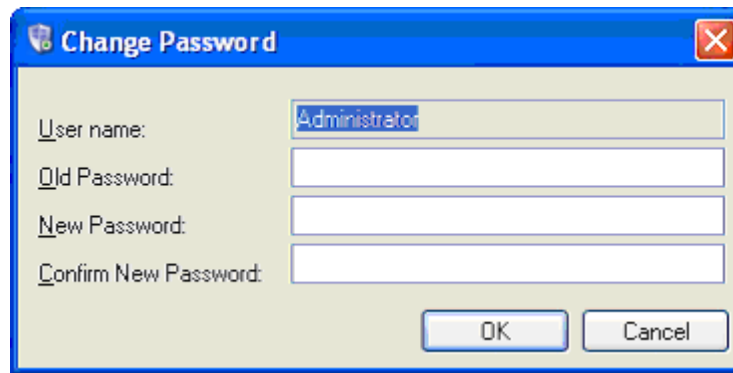 Change Password
User name: Administrator
Old Password:
New Password:
Confirm New Password:
OK Cancel